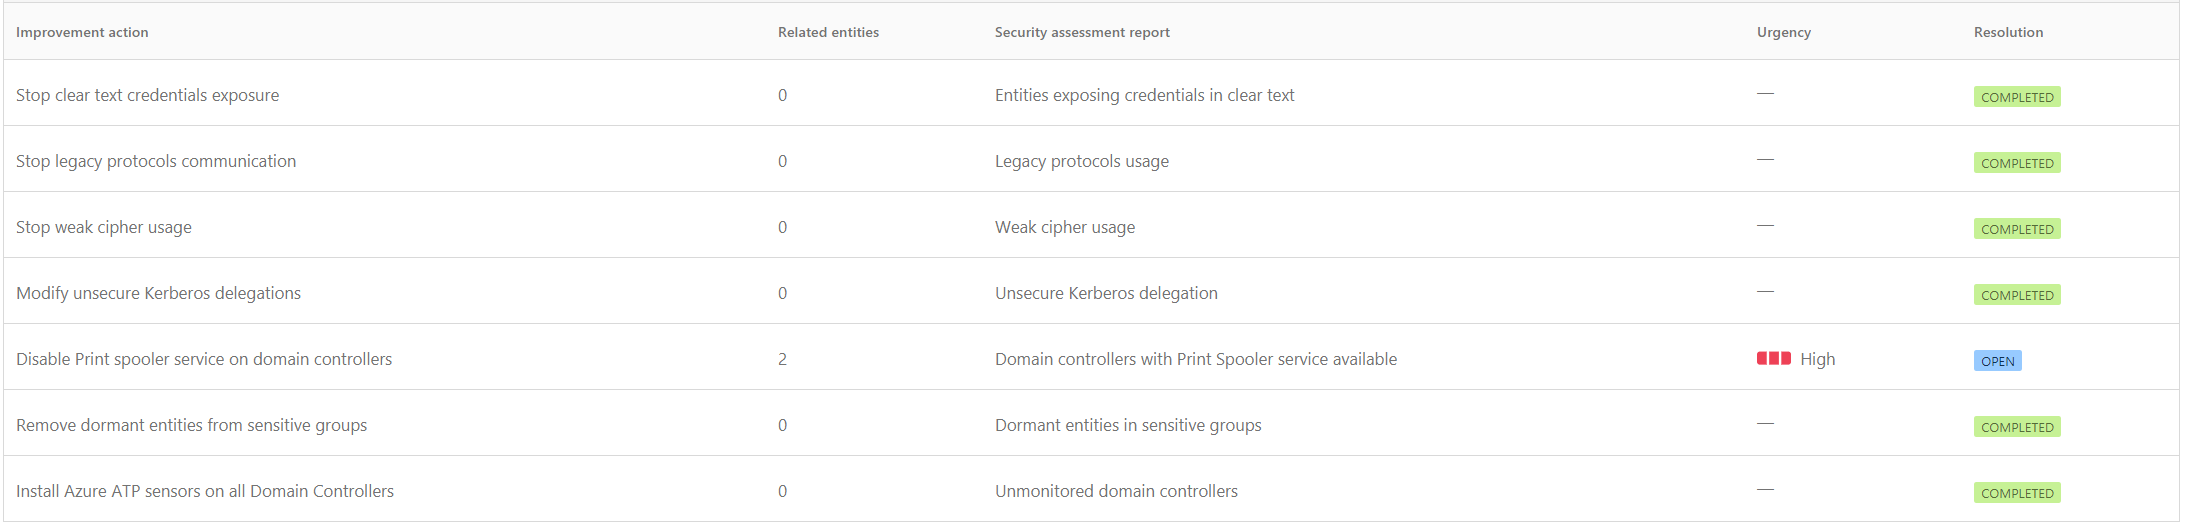 Improvement action Related entities Security assessment report Urgency Resolution
Stop clear text credentials exposure 0 Entities exposing credentials in clear text — COMPLETED
Stop legacy protocols communication 0 Legacy protocols usage — COMPLETED
Stop weak cipher usage 0 Weak cipher usage — COMPLETED
Modify unsecure Kerberos delegations 0 Unsecure Kerberos delegation — COMPLETED
Disable Print spooler service on domain controllers 2 Domain controllers with Print Spooler service available High OPEN
Remove dormant entities from sensitive groups 0 Dormant entities in sensitive groups — COMPLETED
Install Azure ATP sensors on all Domain Controllers 0 Unmonitored domain controllers — COMPLETED